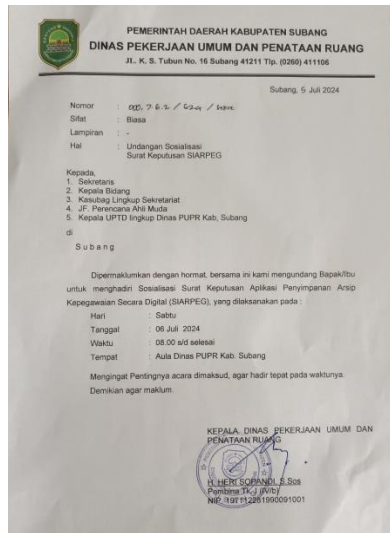 PEMERINTAH DAERAH KABUPATEN SUBANG
DINAS PEKERJAAN UMUM DAN PENATAAN RUANG
JL. K. S. Tubun No. 16 Subang 41211 Tlp. (0260) 411106
Subang, 5 Juli 2024
Nomor :
Sifat : Biasa
Lampiran : -
Hal : Undangan Sosialisasi
Surat Keputusan SIARPEG
Kepada,
1. Sekretaris
2. Kepala Bidang
3. Kasubag Lingkup Sekretariat
4. JF. Perencana Ahli Muda
5. Kepala UPTD lingkup Dinas PUPR Kab, Subang
di
Subang
Dipermaklumkan dengan hormat, bersama ini kami mengundang Bapak/Ibu
untuk menghadiri Sosialisasi Surat Keputusan Aplikasi Penyimpanan Arsip
Kepegawaian Secara Digital (SIARPEG), yang dilaksanakan pada :
Hari : Sabtu
Tanggal : 06 Juli 2024
Waktu : 08.00 s/d selesai
Tempat : Aula Dinas PUPR Kab. Subang
Mengingat Pentingnya acara dimaksud, agar hadir tepat pada waktunya.
Demikian agar maklum.
KEPALA DINAS PEKERJAAN UMUM DAN
PENATAAN RUANG
H. HERI SOPANDI, S.Sos
Pembina TK.I (IV/b)
NIP.